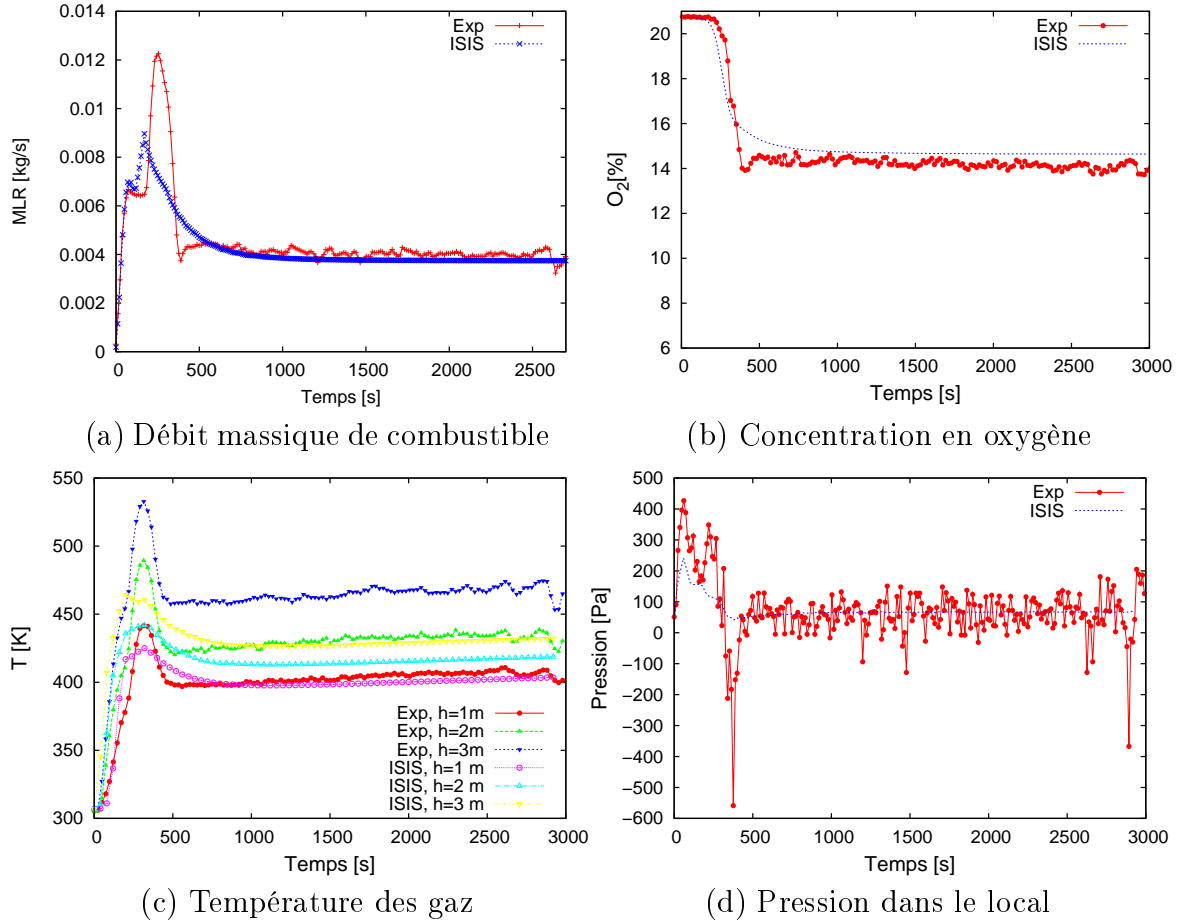 0.014
0.012
0.01
0.008
0.006
0.004
0.002
0
MLR [kg/s]
0 500 1000 1500 2000 2500
Temps [s]
Exp
ISIS
(a) Débit massique de combustible
20
18
16
14
12
10
8
6
O2[%]
0 500 1000 1500 2000 2500 3000
Temps [s]
Exp
ISIS
(b) Concentration en oxygène
550
500
450
400
350
300
T [K]
0 500 1000 1500 2000 2500 3000
Temps [s]
Exp, h=1m
Exp, h=2m
Exp, h=3m
ISIS, h=1 m
ISIS, h=2 m
ISIS, h=3 m
(c) Température des gaz
500
400
300
200
100
0
−100
−200
−300
−400
−500
−600
Pression [Pa]
0 500 1000 1500 2000 2500 3000
Temps [s]
Exp
ISIS
(d) Pression dans le local